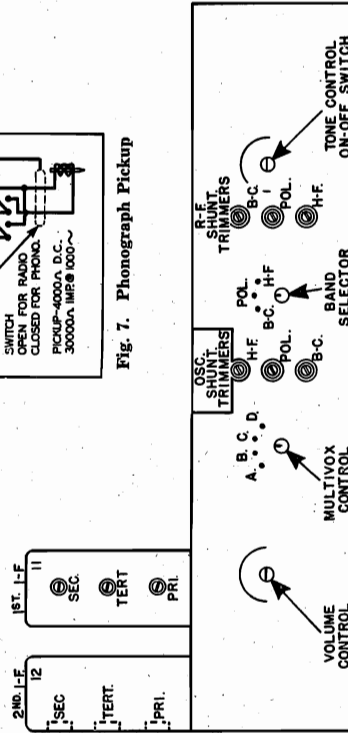 SWITCH
OPEN FOR RADIO
CLOSED FOR PHONO.
PICKUP-4000Ω D.C.
30000Ω IMP.@ 1000~
Fig. 7. Phonograph Pickup
2ND. I-F
12
SEC
TERT.
PRI.
1ST. I-F
11
SEC.
TERT
PRI.
OSC.
SHUNT
TRIMMERS
H-F.
POL.
B-C.
R-F.
SHUNT
TRIMMERS
B-C.
POL.
H-F.
A. B. C. D.
POL.
B-C. H-F
VOLUME
CONTROL
MULTIVOX
CONTROL
BAND
SELECTOR
TONE CONTROL
ON-OFF SWITCH